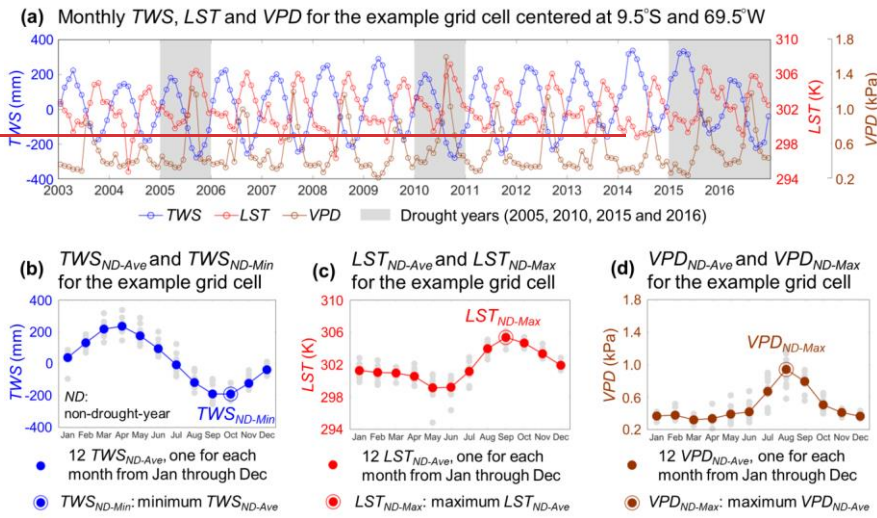 (a) Monthly TWS, LST and VPD for the example grid cell centered at 9.5°S and 69.5°W
400 310 1.8
200 306 1.4
0 302 1.0
-200 298 0.6
-400 294 0.2
TWS (mm) LST (K) VPD (kPa)
2003 2004 2005 2006 2007 2008 2009 2010 2011 2012 2013 2014 2015 2016
TWS LST VPD Drought years (2005, 2010, 2015 and 2016)
(b) TWSND-Ave and TWSND-Min
for the example grid cell
400
200
0
-200
-400
TWS (mm)
ND:
non-drought-year
TWSND-Min
Jan Feb Mar Apr May Jun Jul Aug Sep Oct Nov Dec
12 TWSND-Ave, one for each
month from Jan through Dec
TWSND-Min: minimum TWSND-Ave
(c) LSTND-Ave and LSTND-Max
for the example grid cell
310
306
302
298
294
LST (K)
LSTND-Max
Jan Feb Mar Apr May Jun Jul Aug Sep Oct Nov Dec
12 LSTND-Ave, one for each
month from Jan through Dec
LSTND-Max: maximum LSTND-Ave
(d) VPDND-Ave and VPDND-Max
for the example grid cell
1.8
1.4
1.0
0.6
0.2
VPD (kPa)
VPDND-Max
Jan Feb Mar Apr May Jun Jul Aug Sep Oct Nov Dec
12 VPDND-Ave, one for each
month from Jan through Dec
VPDND-Max: maximum VPDND-Ave